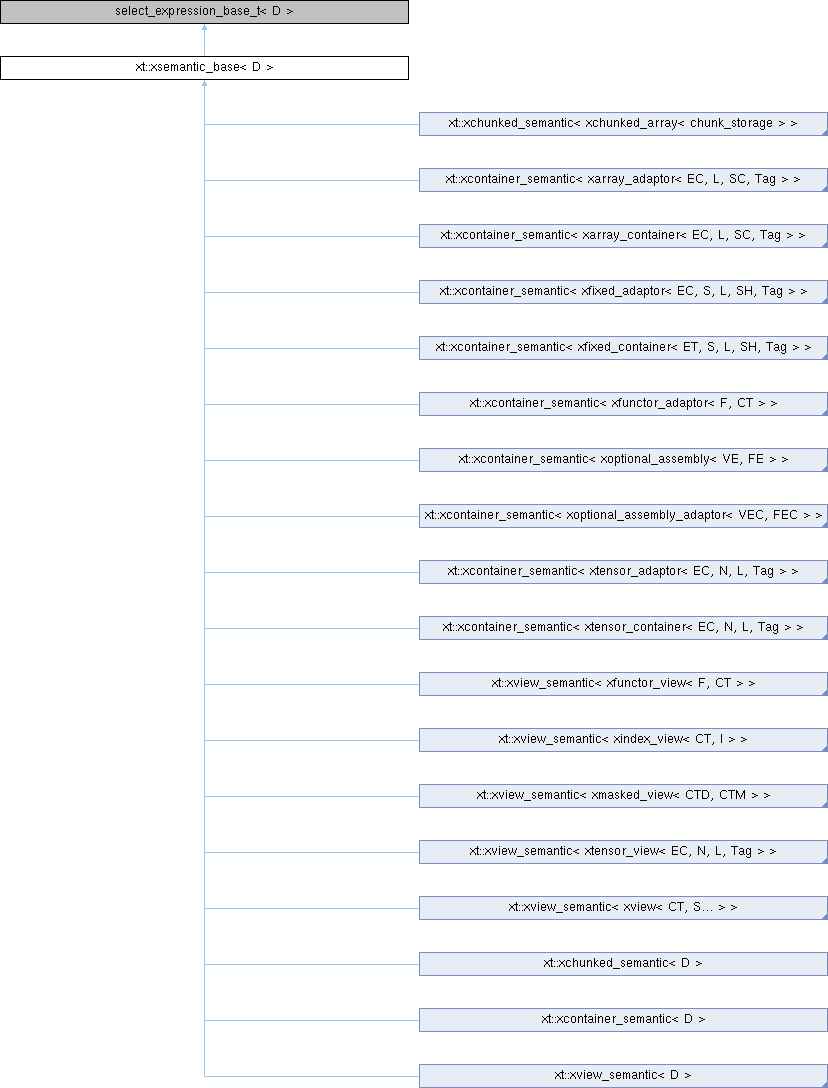 select_expression_base_t< D >
xt::xsemantic_base< D >
xt::xchunked_semantic< xchunked_array< chunk_storage > >
xt::xcontainer_semantic< xarray_adaptor< EC, L, SC, Tag > >
xt::xcontainer_semantic< xarray_container< EC, L, SC, Tag > >
xt::xcontainer_semantic< xfixed_adaptor< EC, S, L, SH, Tag > >
xt::xcontainer_semantic< xfixed_container< ET, S, L, SH, Tag > >
xt::xcontainer_semantic< xfunctor_adaptor< F, CT > >
xt::xcontainer_semantic< xoptional_assembly< VE, FE > >
xt::xcontainer_semantic< xoptional_assembly_adaptor< VEC, FEC > >
xt::xcontainer_semantic< xtensor_adaptor< EC, N, L, Tag > >
xt::xcontainer_semantic< xtensor_container< EC, N, L, Tag > >
xt::xview_semantic< xfunctor_view< F, CT > >
xt::xview_semantic< xindex_view< CT, I > >
xt::xview_semantic< xmasked_view< CTD, CTM > >
xt::xview_semantic< xtensor_view< EC, N, L, Tag > >
xt::xview_semantic< xview< CT, S... > >
xt::xchunked_semantic< D >
xt::xcontainer_semantic< D >
xt::xview_semantic< D >